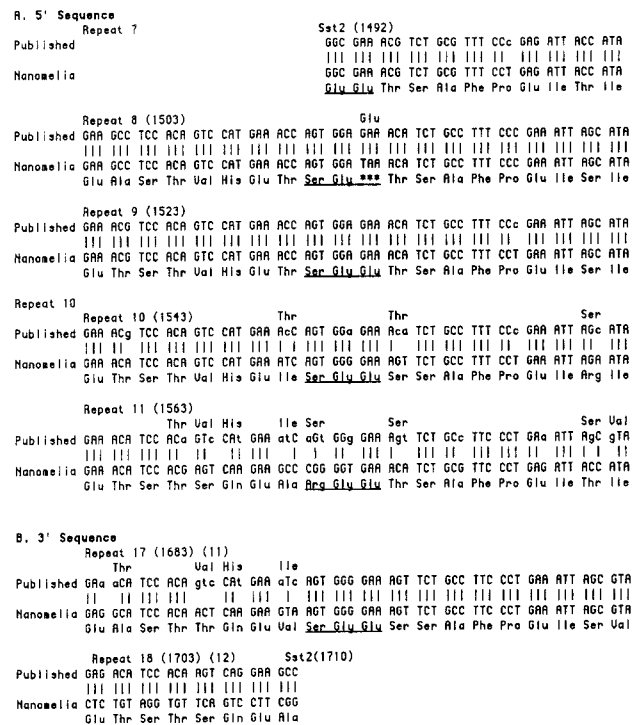 A. 5' Sequence
Repeat 7 Sst2 (1492)
Published GGC GAA ACG TCT GCG TTT CCc GAG ATT ACC ATA
||| ||| ||| ||| ||| ||| || ||| ||| ||| |||
Nanomelia GGC GAA ACG TCT GCG TTT CCT GAG ATT ACC ATA
Glu Glu Thr Ser Ala Phe Pro Glu Ile Thr Ile
Repeat 8 (1503) Glu
Published GAA GCC TCC ACA GTC CAT GAA ACC AGT GGA GAA ACA TCT GCC TTT CCC GAA ATT AGC ATA
Nanomelia GAA GCC TCC ACA GTC CAT GAA ACC AGT GGA TAA ACA TCT GCC TTT CCC GAA ATT AGC ATA
Glu Ala Ser Thr Val His Glu Thr Ser Glu *** Thr Ser Ala Phe Pro Glu Ile Ser Ile
Repeat 9 (1523)
Published GAA ACG TCC ACA GTC CAT GAA ACC AGT GGA GAA ACA TCT GCC TTT CCc GAA ATT AGC ATA
Nanomelia GAA ACG TCC ACA GTC CAT GAA ACC AGT GGA GAA ACA TCT GCC TTT CCT GAA ATT AGC ATA
Glu Thr Ser Thr Val His Glu Thr Ser Glu Glu Thr Ser Ala Phe Pro Glu Ile Ser Ile
Repeat 10
Repeat 10 (1543) Thr Thr Ser
Published GAA ACg TCC ACA GTC CAT GAA AcC AGT GGa GAA Aca TCT GCC TTT CCc GAA ATT AGc ATA
Nanomelia GAA ACA TCC ACA GTC CAT GAA ATC AGT GGG GAA AGT TCT GCC TTT CCT GAA ATT AGA ATA
Glu Thr Ser Thr Val His Glu Ile Ser Gly Glu Ser Ser Ala Phe Pro Glu Ile Arg Ile
Repeat 11 (1563)
Thr Val His Ile Ser Ser Ser Val
Published GAA ACA TCC ACa GTc CAt GAA atC aGt GGg GAA Agt TCT GCc TTC CCT GAa ATT AgC gTA
Nanomelia GAA ACA TCC ACG AGT CAA GAA GCC CGG GGT GAA ACA TCT GCG TTC CCT GAG ATT ACC ATA
Glu Thr Ser Thr Ser Gln Glu Ala Arg Gly Glu Thr Ser Ala Phe Pro Glu Ile Thr Ile
B. 3' Sequence
Repeat 17 (1683) (11)
Thr Val His Ile
Published GAa aCA TCC ACA gtc CAt GAA aTc AGT GGG GAA AGT TCT GCC TTC CCT GAA ATT AGC GTA
Nanomelia GAG GCA TCC ACA ACT CAA GAA GTA AGT GGG GAA AGT TCT GCC TTC CCT GAA ATT AGC GTA
Glu Ala Ser Thr Thr Gln Glu Val Ser Gly Glu Ser Ser Ala Phe Pro Glu Ile Ser Val
Repeat 18 (1703) (12) Sst2(1710)
Published GAG ACA TCC ACA AGT CAG GAA GCC
||| ||| ||| ||| ||| ||| ||| |||
Nanomelia CTC TGT AGG TGT TCA GTC CTT CGG
Glu Thr Ser Thr Ser Gln Glu Ala